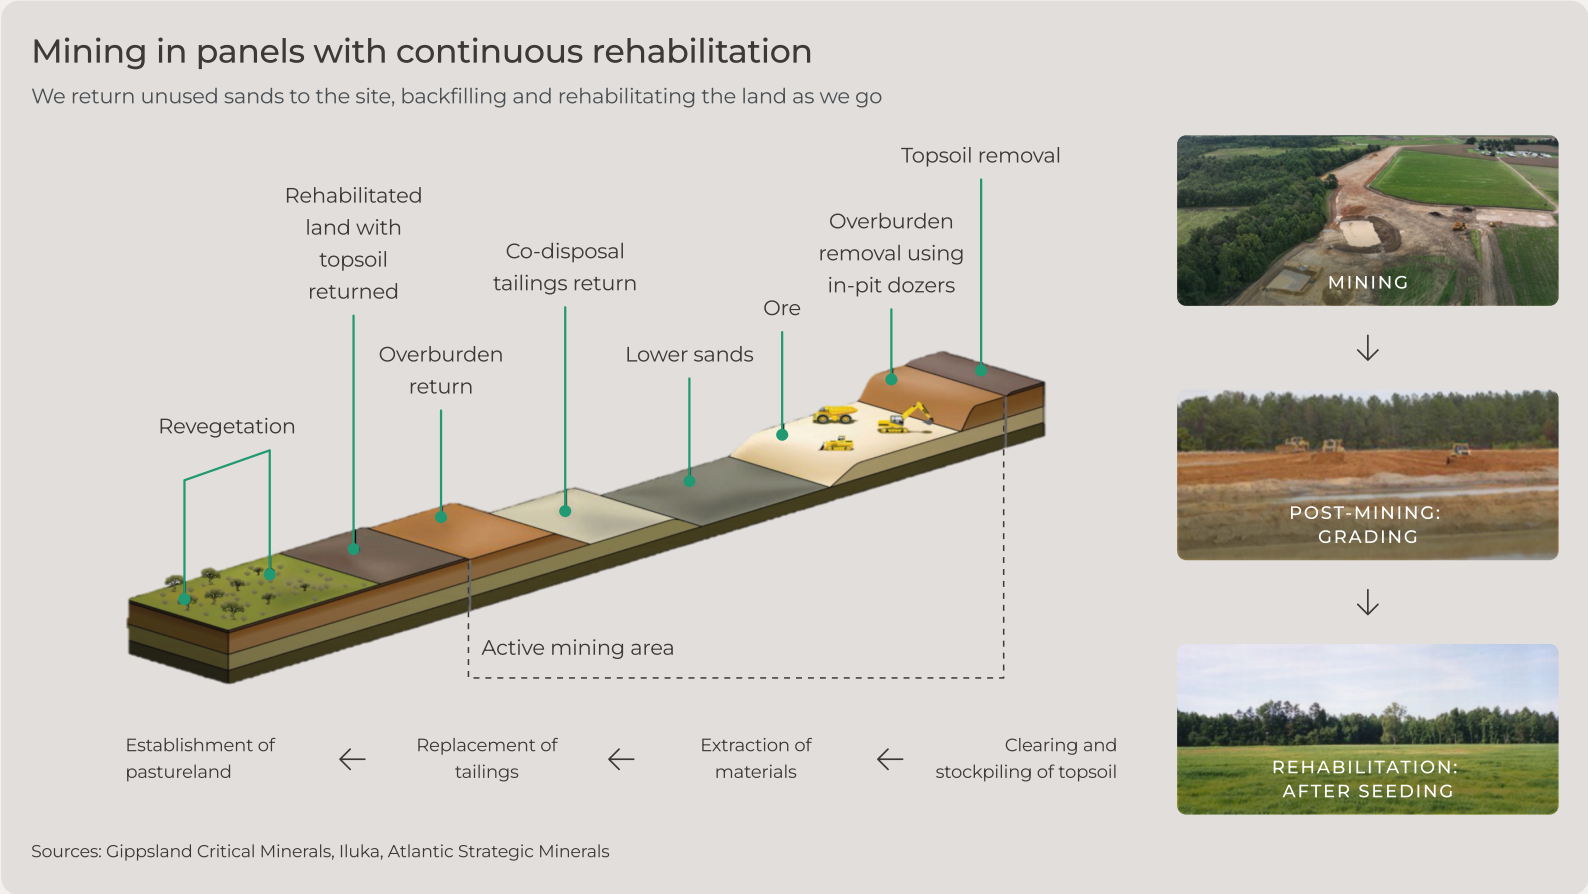 Mining in panels with continuous rehabilitation
We return unused sands to the site, backfilling and rehabilitating the land as we go
Topsoil removal
Rehabilitated
land with
topsoil
returned
Overburden
removal using
in-pit dozers
Co-disposal
tailings return
Ore
Overburden
return
Lower sands
Revegetation
Active mining area
Establishment of
pastureland
Replacement of
tailings
Extraction of
materials
Clearing and
stockpiling of topsoil
MINING
POST-MINING:
GRADING
REHABILITATION:
AFTER SEEDING
Sources: Gippsland Critical Minerals, Iluka, Atlantic Strategic Minerals